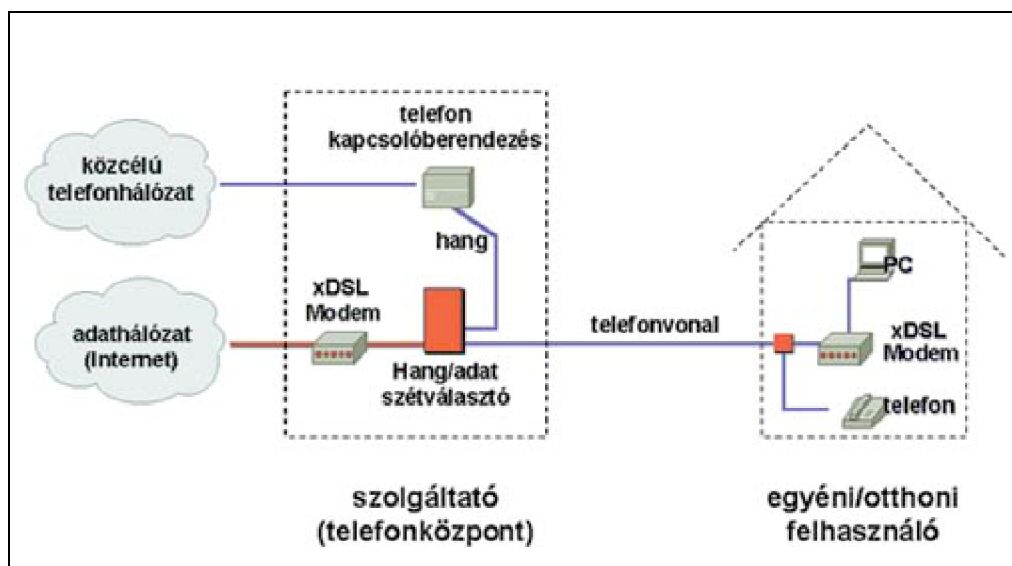 telefon
kapcsolóberendezés
közcélú
telefonhálózat
hang
xDSL
Modem
adathálózat
(Internet)
Hang/adat
szétválasztó
telefonvonal
PC
xDSL
Modem
telefon
szolgáltató
(telefonközpont)
egyéni/otthoni
felhasználó